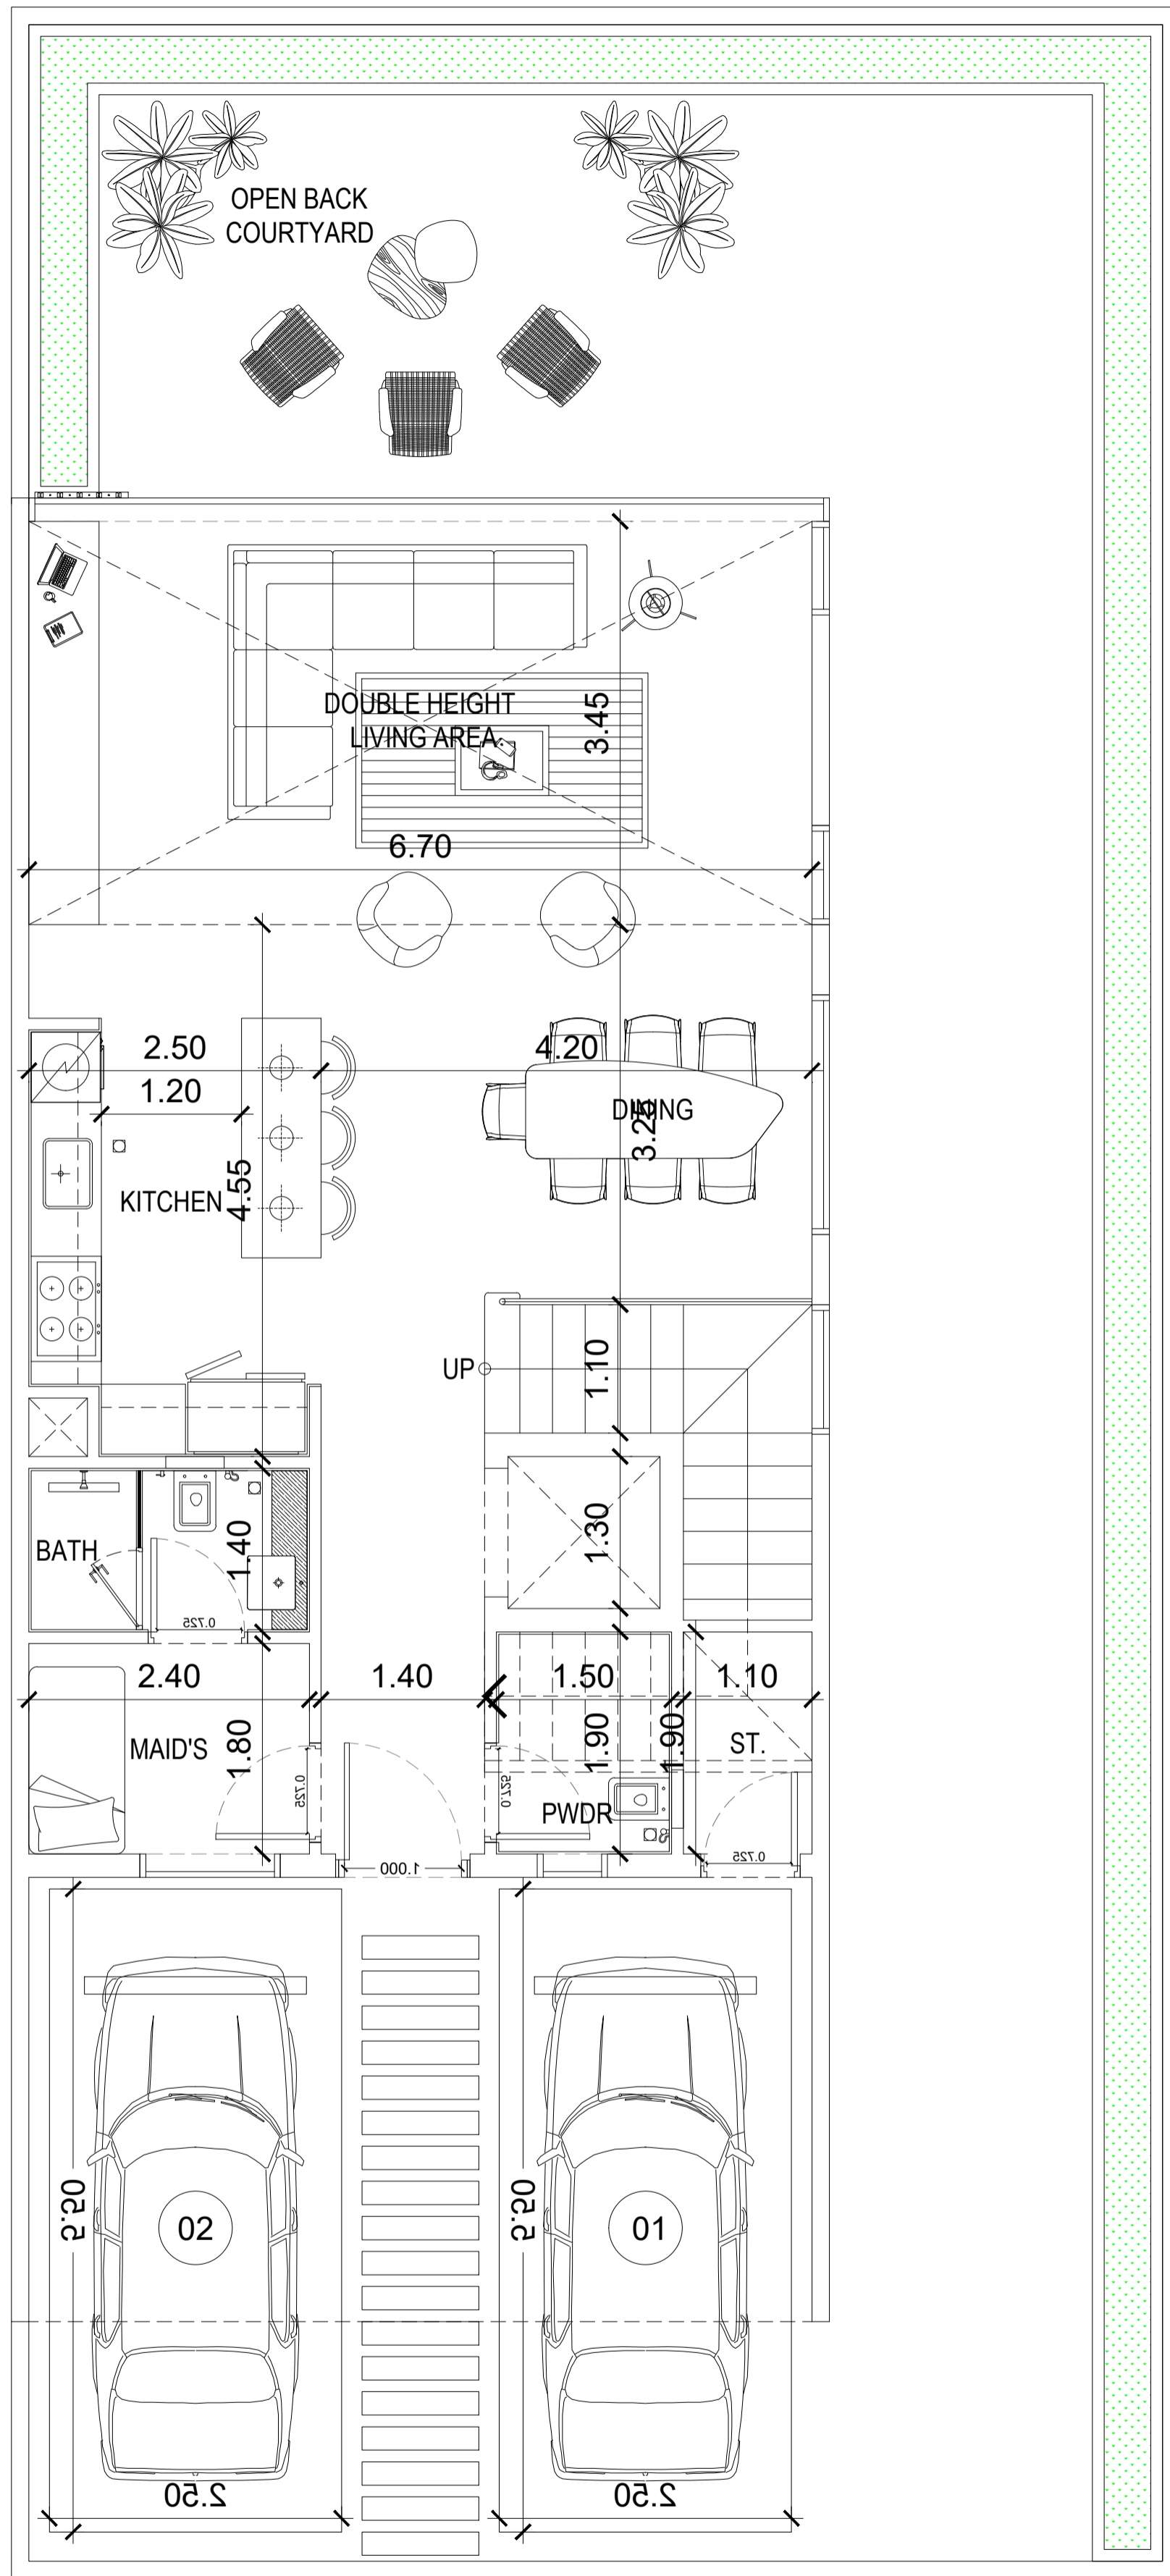 OPEN BACK
COURTYARD
DOUBLE HEIGHT
LIVING AREA
3.45
6.70
2.50
4.20
1.20
DINING
3.25
4.55
KITCHEN
UP
1.10
1.30
BATH
1.40
0.725
2.40
1.40
1.50
1.10
MAID'S
1.80
1.90
1.90
ST.
0.725
0.725
PWDR
1.000
0.725
5.50
02
5.50
01
2.50
2.50